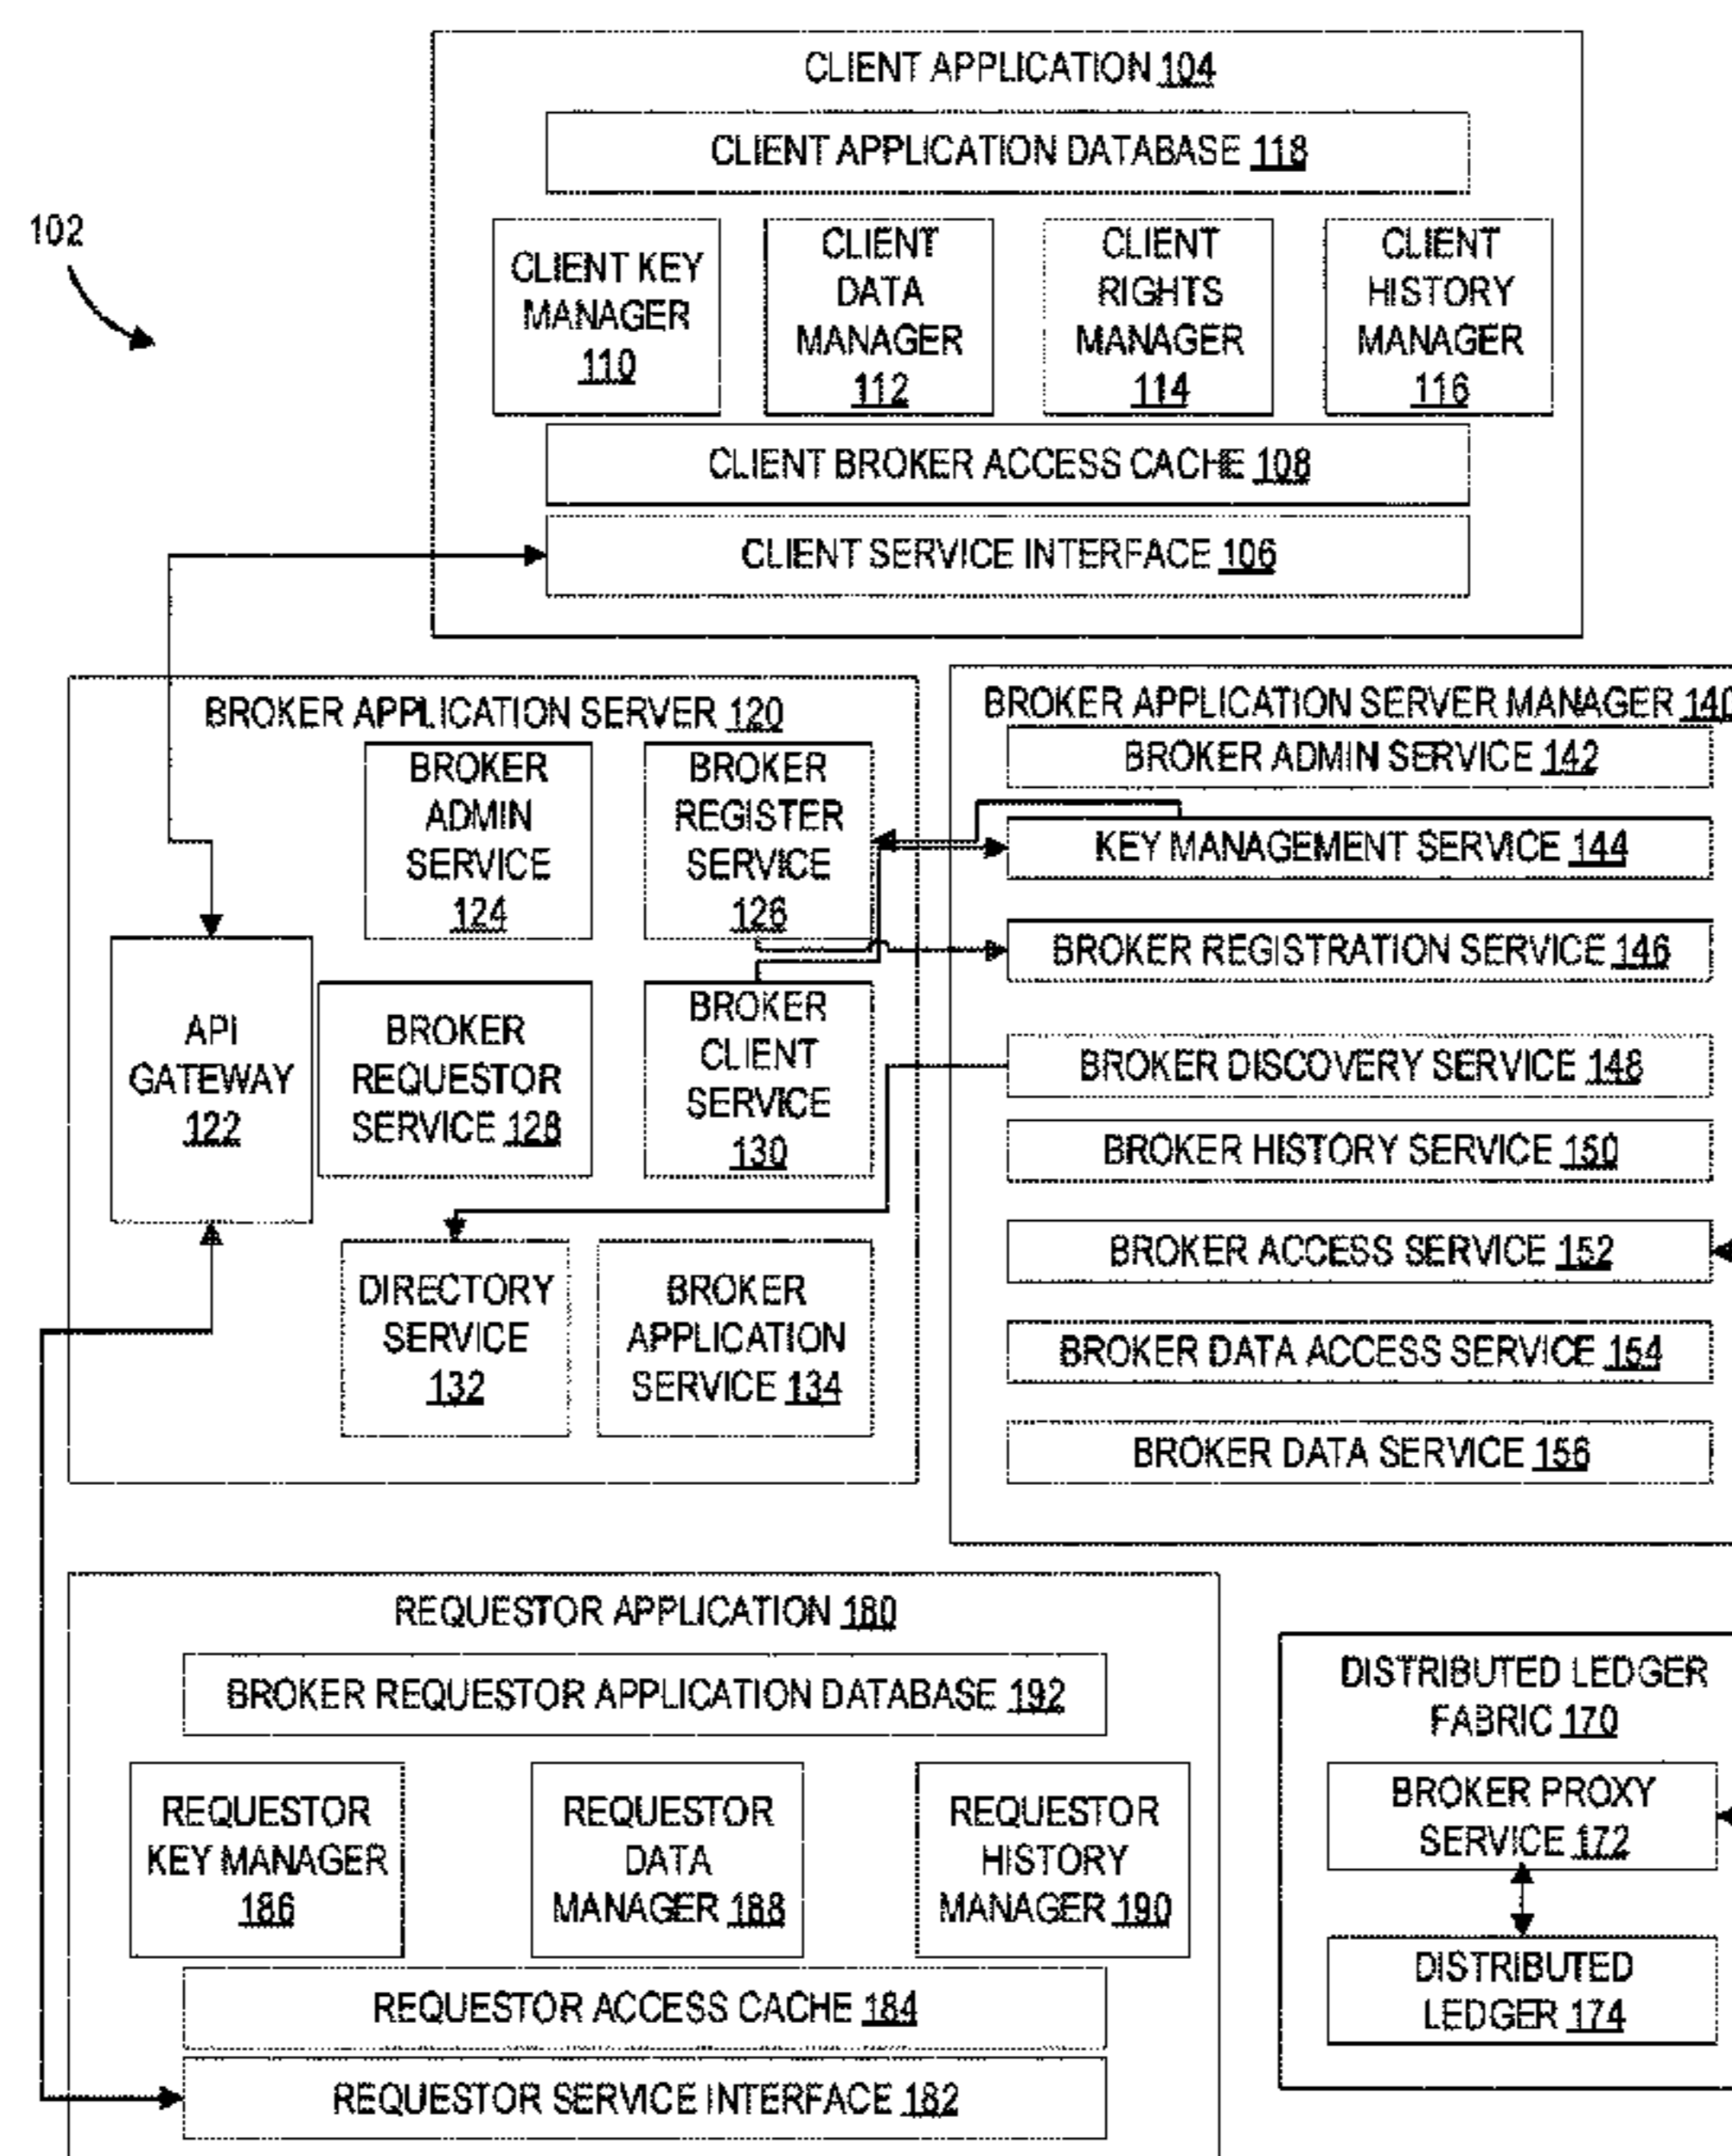 CLIENT APPLICATION 104
CLIENT APPLICATION DATABASE 118
102
CLIENT KEY
MANAGER
110
CLIENT
DATA
MANAGER
112
CLIENT
RIGHTS
MANAGER
114
CLIENT
HISTORY
MANAGER
116
CLIENT BROKER ACCESS CACHE 108
CLIENT SERVICE INTERFACE 106
BROKER APPLICATION SERVER 120
BROKER
ADMIN
SERVICE
124
BROKER
REGISTER
SERVICE
126
API
GATEWAY
122
BROKER
REQUESTOR
SERVICE 128
BROKER
CLIENT
SERVICE
130
DIRECTORY
SERVICE
132
BROKER
APPLICATION
SERVICE 134
BROKER APPLICATION SERVER MANAGER 140
BROKER ADMIN SERVICE 142
KEY MANAGEMENT SERVICE 144
BROKER REGISTRATION SERVICE 146
BROKER DISCOVERY SERVICE 148
BROKER HISTORY SERVICE 150
BROKER ACCESS SERVICE 152
BROKER DATA ACCESS SERVICE 154
BROKER DATA SERVICE 156
REQUESTOR APPLICATION 180
BROKER REQUESTOR APPLICATION DATABASE 192
REQUESTOR
KEY MANAGER
186
REQUESTOR
DATA
MANAGER 188
REQUESTOR
HISTORY
MANAGER 190
REQUESTOR ACCESS CACHE 184
REQUESTOR SERVICE INTERFACE 182
DISTRIBUTED LEDGER
FABRIC 170
BROKER PROXY
SERVICE 172
DISTRIBUTED
LEDGER 174